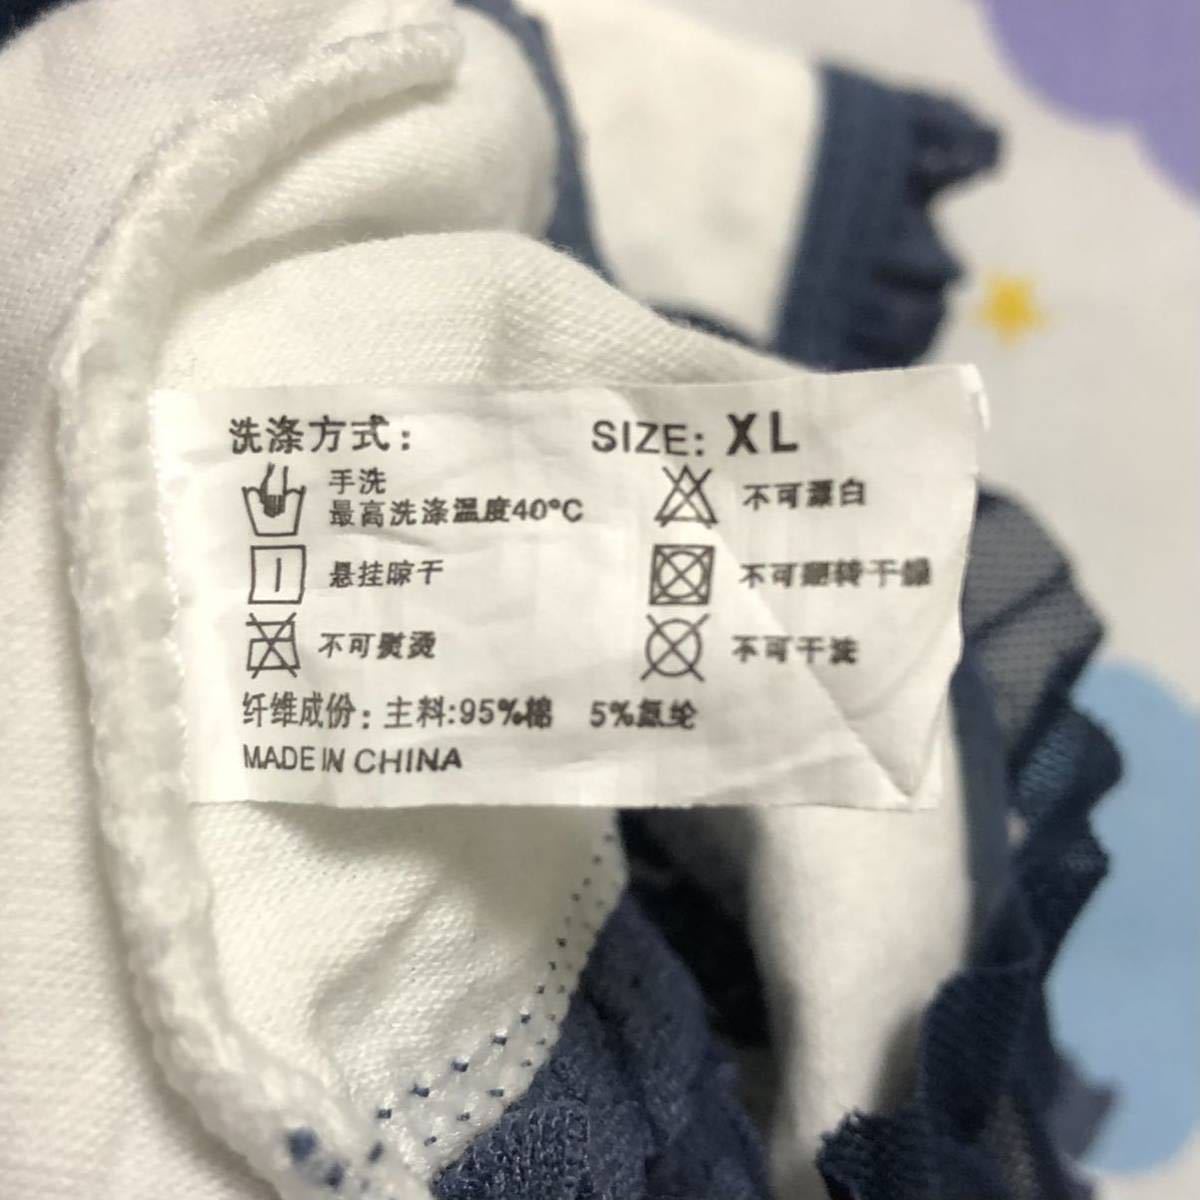 洗涤方式：
SIZE: XL
手洗
最高洗涤温度40°C
不可漂白
悬挂晾干
不可翻转干燥
不可熨烫
不可干洗
纤维成份：主料:95%棉 5%氨纶
MADE IN CHINA